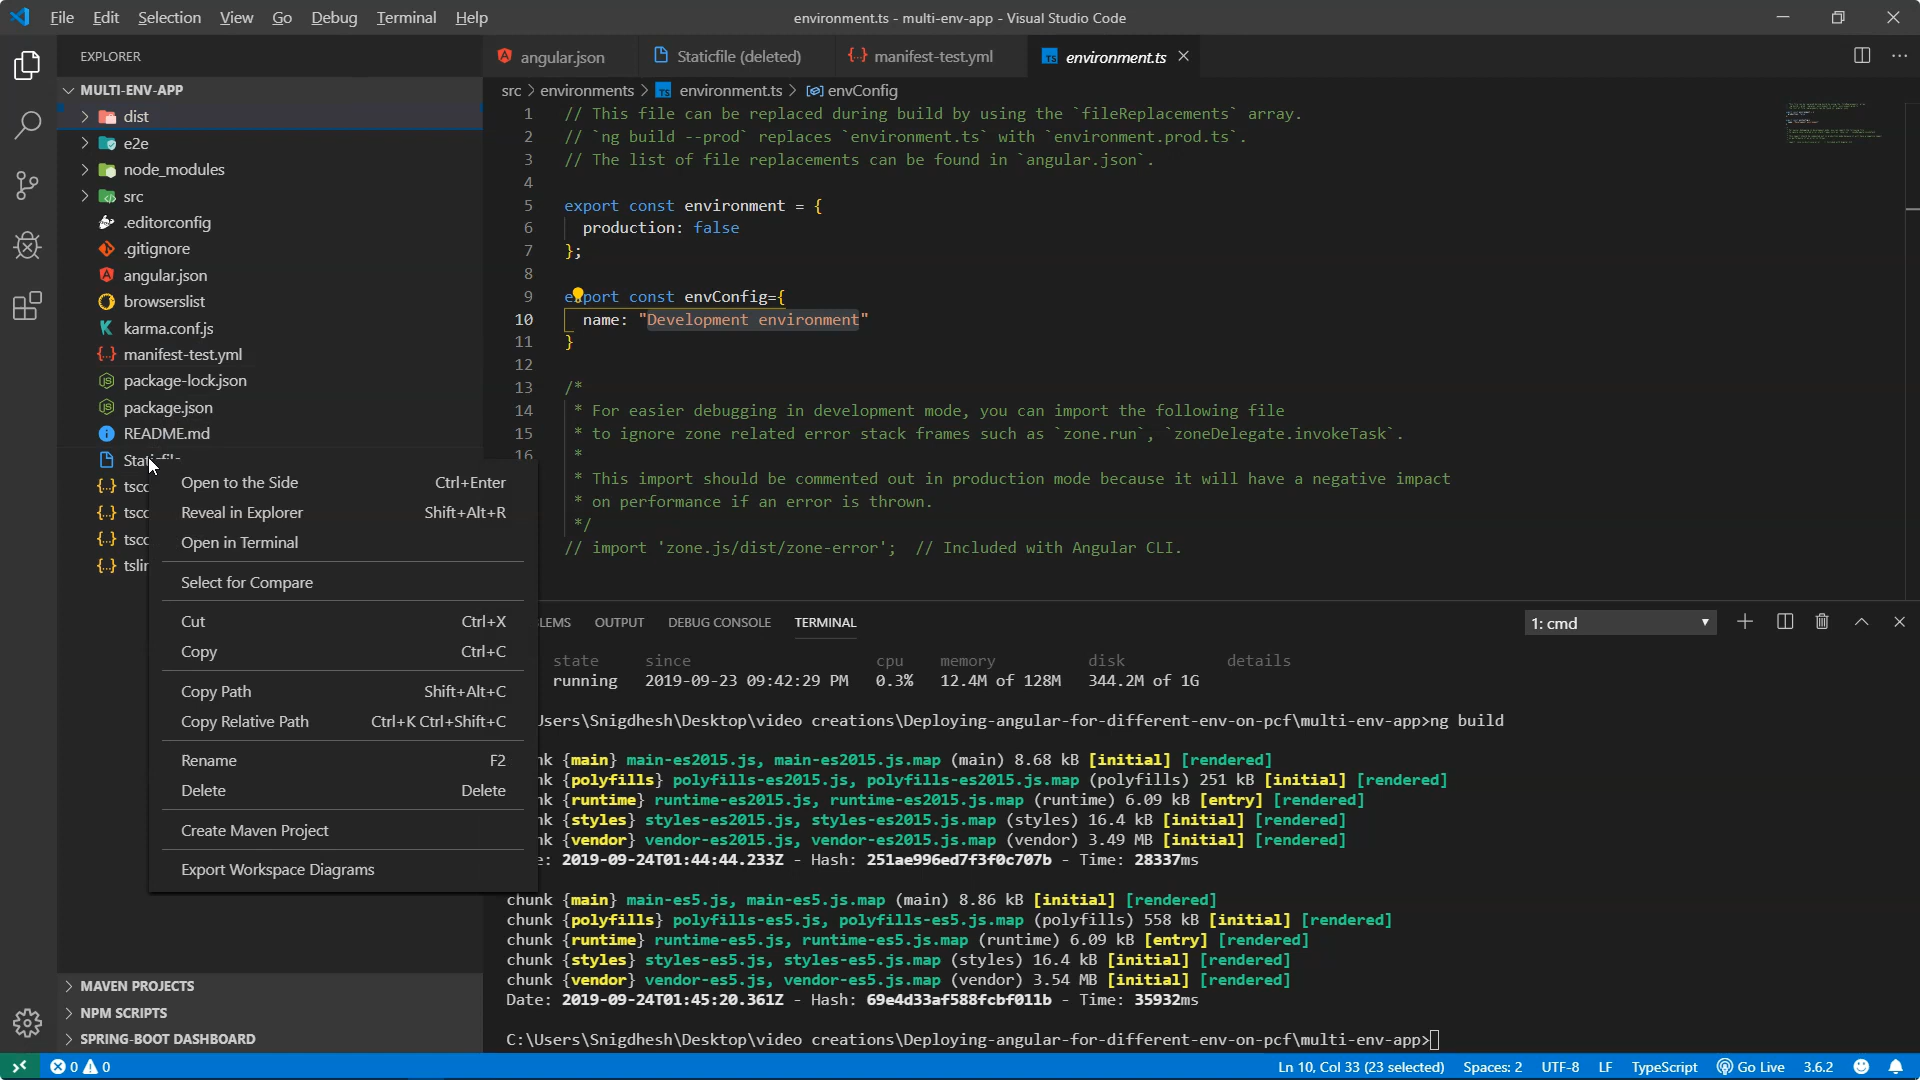 File Edit Selection View Go Debug Terminal Help
environment.ts - multi-env-app - Visual Studio Code
EXPLORER
MULTI-ENV-APP
dist
e2e
node_modules
src
.editorconfig
.gitignore
angular.json
browserslist
karma.conf.js
manifest-test.yml
package-lock.json
package.json
README.md
tslin
Open to the Side Ctrl+Enter
Reveal in Explorer Shift+Alt+R
Open in Terminal
Select for Compare
Cut Ctrl+X
Copy Ctrl+C
Copy Path Shift+Alt+C
Copy Relative Path Ctrl+K Ctrl+Shift+C
Rename F2
Delete Delete
Create Maven Project
Export Workspace Diagrams
MAVEN PROJECTS
NPM SCRIPTS
SPRING-BOOT DASHBOARD
angular.json Staticfile (deleted) manifest-test.yml TS environment.ts
src > environments > TS environment.ts > envConfig
1 // This file can be replaced during build by using the `fileReplacements` array.
2 // `ng build --prod` replaces `environment.ts` with `environment.prod.ts`.
3 // The list of file replacements can be found in `angular.json`.
4
5 export const environment = {
6 production: false
7 };
8
9 export const envConfig={
10 name: "Development environment"
11 }
12
13 /*
14 * For easier debugging in development mode, you can import the following file
15 * to ignore zone related error stack frames such as `zone.run`, `zoneDelegate.invokeTask`.
16 *
* This import should be commented out in production mode because it will have a negative impact
* on performance if an error is thrown.
*/
// import 'zone.js/dist/zone-error'; // Included with Angular CLI.
LEMS OUTPUT DEBUG CONSOLE TERMINAL 1: cmd
state since cpu memory disk details
running 2019-09-23 09:42:29 PM 0.3% 12.4M of 128M 344.2M of 1G
Jsers\Snigdhesh\Desktop\video creations\Deploying-angular-for-different-env-on-pcf\multi-env-app>ng build
nk {main} main-es2015.js, main-es2015.js.map (main) 8.68 kB [initial] [rendered]
nk {polyfills} polyfills-es2015.js, polyfills-es2015.js.map (polyfills) 251 kB [initial] [rendered]
nk {runtime} runtime-es2015.js, runtime-es2015.js.map (runtime) 6.09 kB [entry] [rendered]
nk {styles} styles-es2015.js, styles-es2015.js.map (styles) 16.4 kB [initial] [rendered]
nk {vendor} vendor-es2015.js, vendor-es2015.js.map (vendor) 3.49 MB [initial] [rendered]
e: 2019-09-24T01:44:44.233Z - Hash: 251ae996ed7f3f0c707b - Time: 28337ms
chunk {main} main-es5.js, main-es5.js.map (main) 8.86 kB [initial] [rendered]
chunk {polyfills} polyfills-es5.js, polyfills-es5.js.map (polyfills) 558 kB [initial] [rendered]
chunk {runtime} runtime-es5.js, runtime-es5.js.map (runtime) 6.09 kB [entry] [rendered]
chunk {styles} styles-es5.js, styles-es5.js.map (styles) 16.4 kB [initial] [rendered]
chunk {vendor} vendor-es5.js, vendor-es5.js.map (vendor) 3.54 MB [initial] [rendered]
Date: 2019-09-24T01:45:20.361Z - Hash: 69e4d33af588fcbf011b - Time: 35932ms
C:\Users\Snigdhesh\Desktop\video creations\Deploying-angular-for-different-env-on-pcf\multi-env-app>
0 0 Ln 10, Col 33 (23 selected) Spaces: 2 UTF-8 LF TypeScript Go Live 3.6.2